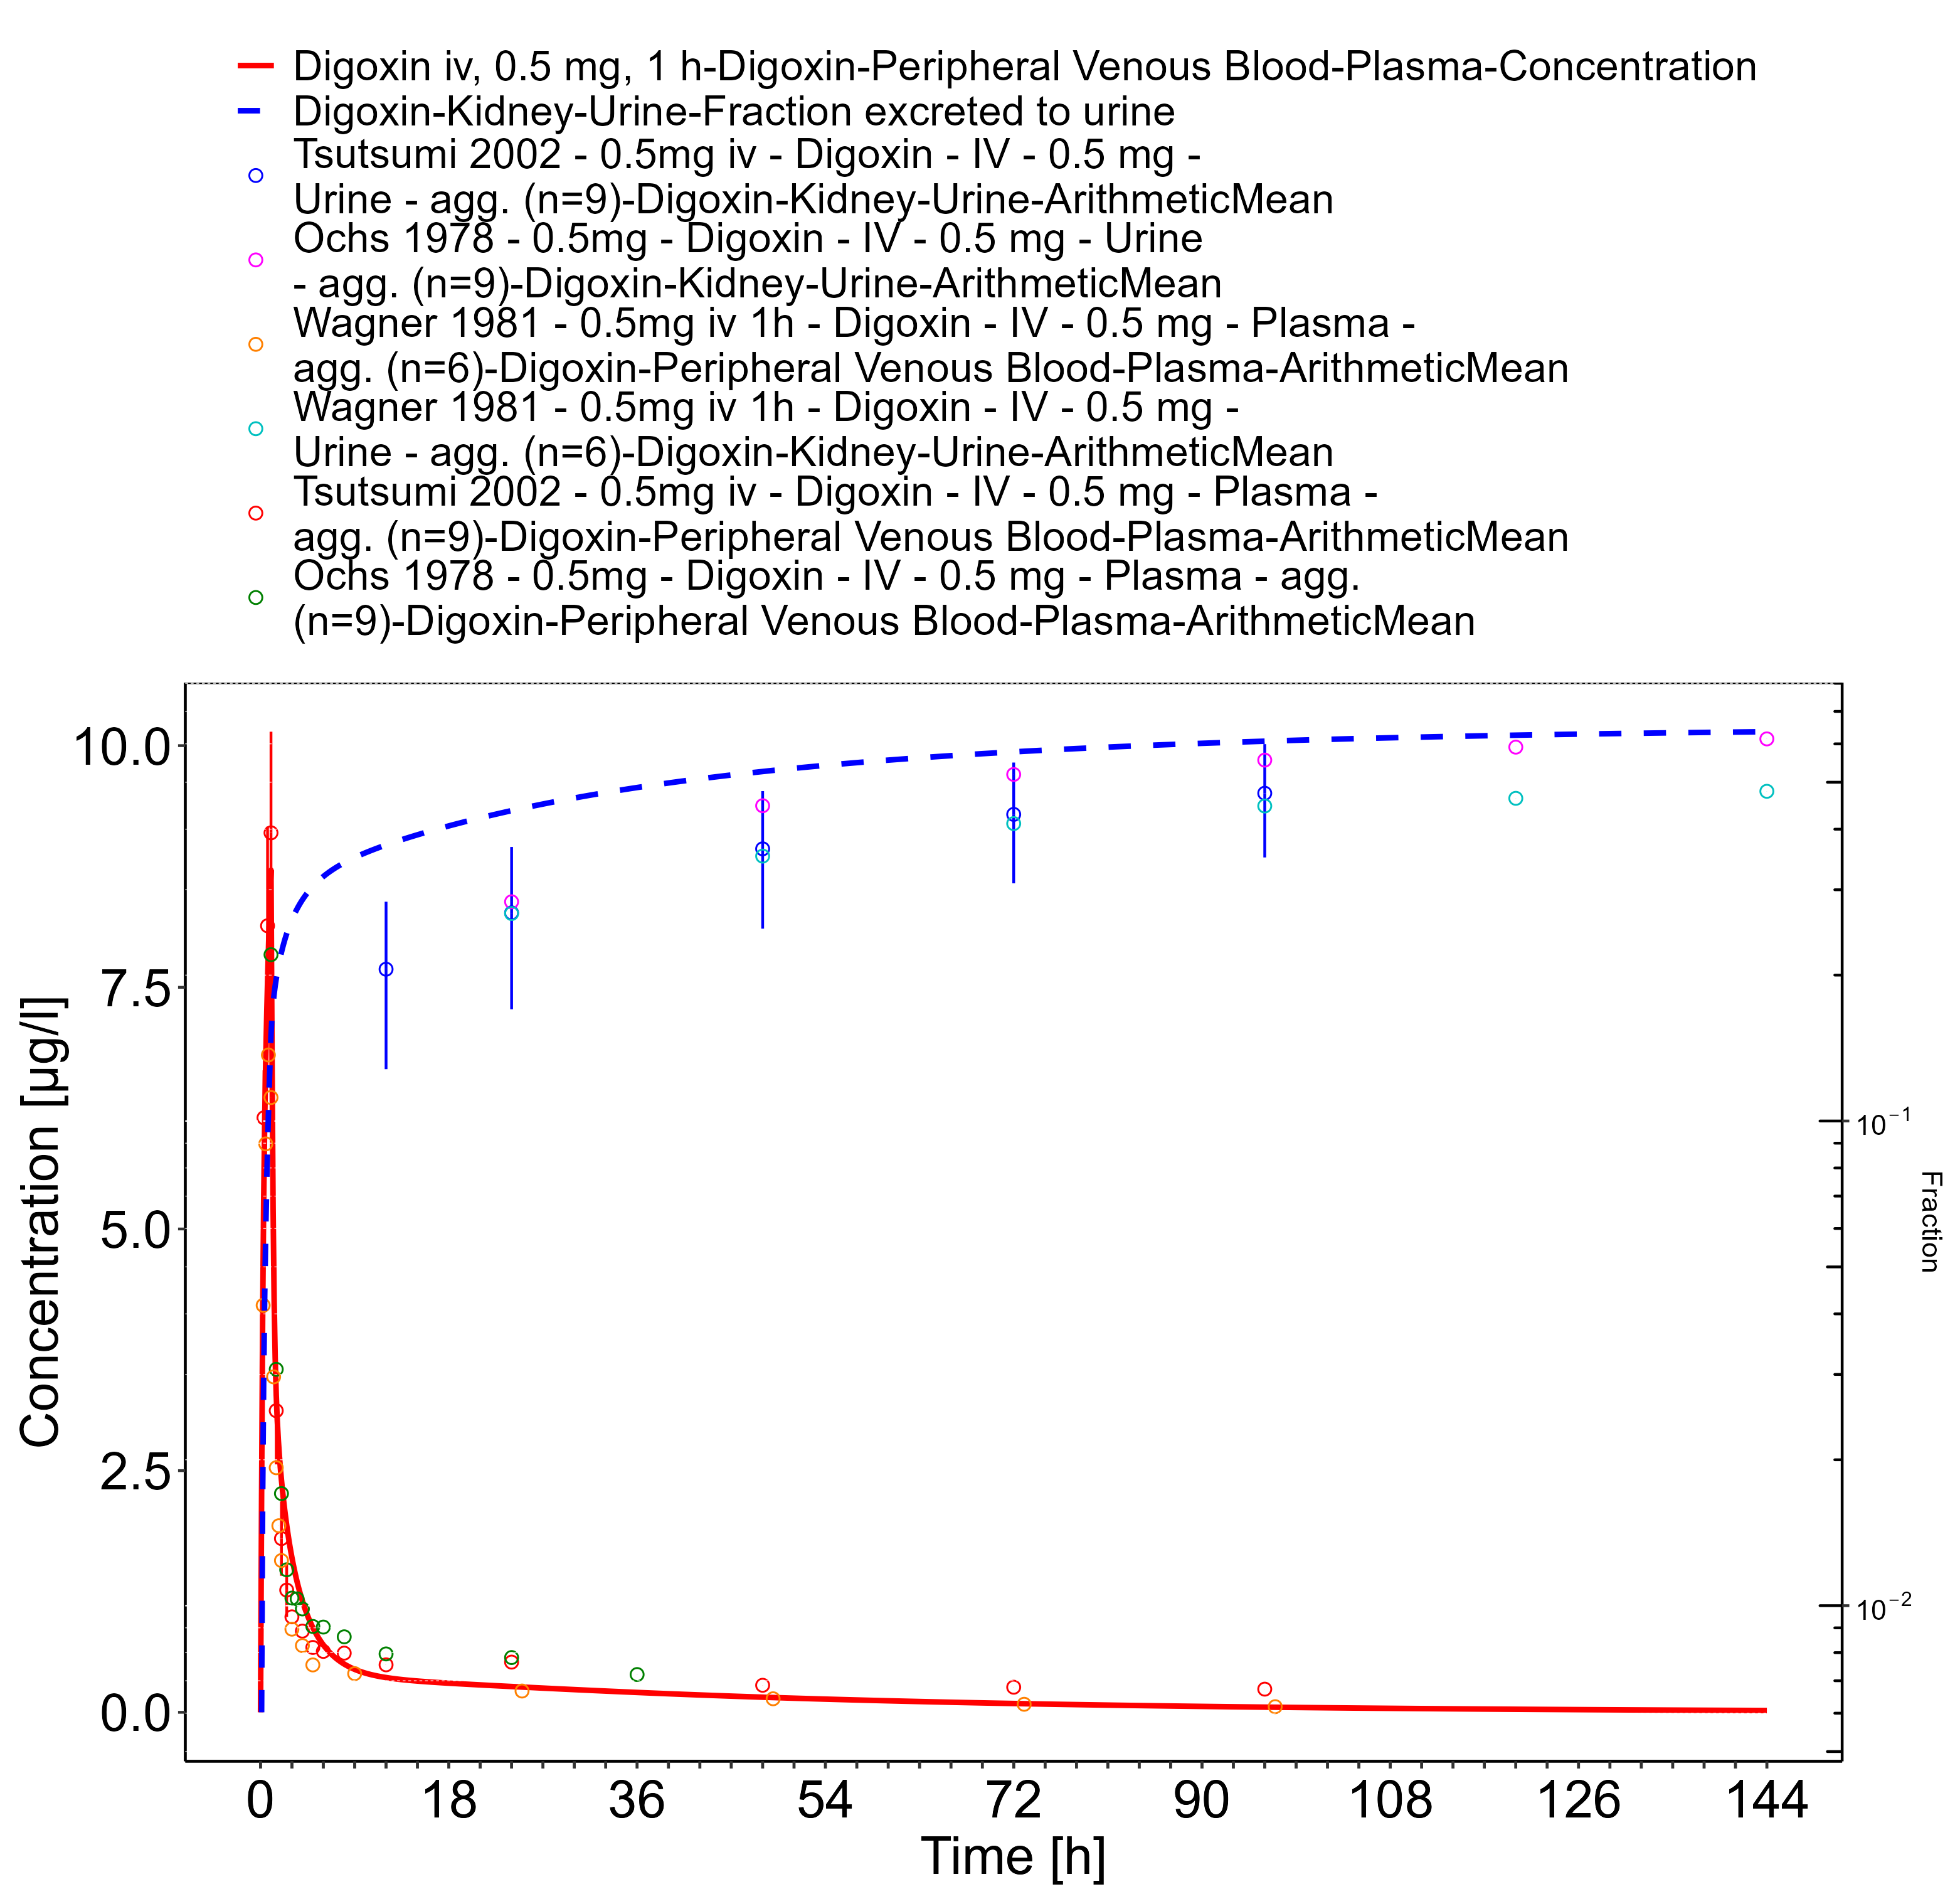 Digoxin iv, 0.5 mg, 1 h-Digoxin-Peripheral Venous Blood-Plasma-Concentration
Digoxin-Kidney-Urine-Fraction excreted to urine
Tsutsumi 2002 - 0.5mg iv - Digoxin - IV - 0.5 mg -
Urine - agg. (n=9)-Digoxin-Kidney-Urine-ArithmeticMean
Ochs 1978 - 0.5mg - Digoxin - IV - 0.5 mg - Urine
- agg. (n=9)-Digoxin-Kidney-Urine-ArithmeticMean
Wagner 1981 - 0.5mg iv 1h - Digoxin - IV - 0.5 mg - Plasma -
agg. (n=6)-Digoxin-Peripheral Venous Blood-Plasma-ArithmeticMean
Wagner 1981 - 0.5mg iv 1h - Digoxin - IV - 0.5 mg -
Urine - agg. (n=6)-Digoxin-Kidney-Urine-ArithmeticMean
Tsutsumi 2002 - 0.5mg iv - Digoxin - IV - 0.5 mg - Plasma -
agg. (n=9)-Digoxin-Peripheral Venous Blood-Plasma-ArithmeticMean
Ochs 1978 - 0.5mg - Digoxin - IV - 0.5 mg - Plasma - agg.
(n=9)-Digoxin-Peripheral Venous Blood-Plasma-ArithmeticMean
Concentration [µg/l]
10.0
7.5
5.0
2.5
0.0
10⁻¹
10⁻²
Fraction
0 18 36 54 72 90 108 126 144
Time [h]